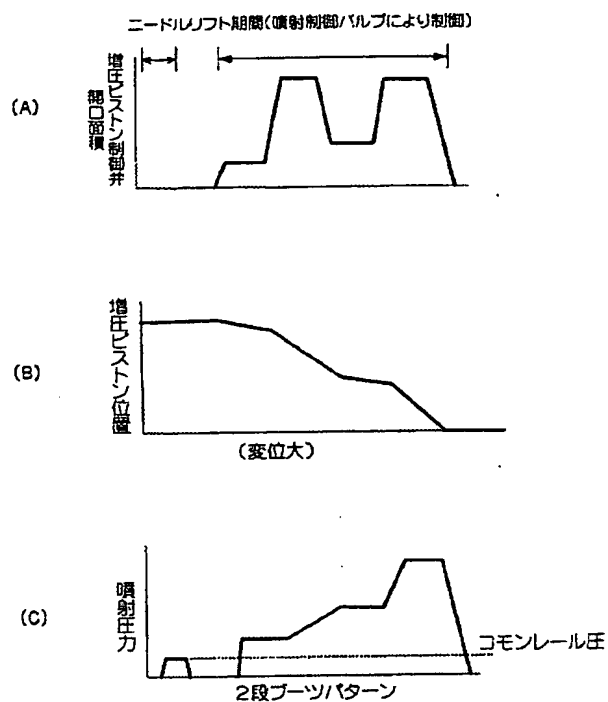 ニードルリフト期間(噴射制御バルブにより制御)
(A)
増圧ピストン制御弁
開口面積
(B)
増圧ピストン位置
(変位大)
(C)
噴射圧力
コモンレール圧
2段ブーツパターン